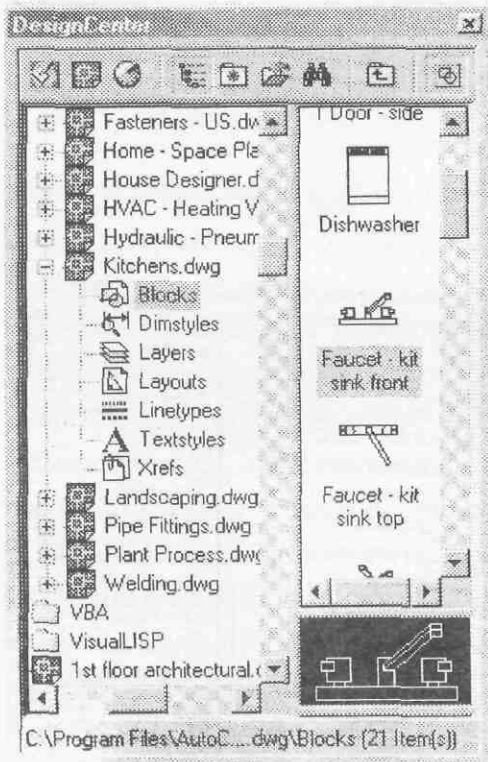 DesignCenter
Fasteners - US.dw
Home - Space Pla
House Designer.d
HVAC - Heating V
Hydraulic - Pneum
Kitchens.dwg
Blocks
Dimstyles
Layers
Layouts
Linetypes
Textstyles
Xrefs
Landscaping.dwg
Pipe Fittings.dwg
Plant Process.dwg
Welding.dwg
VBA
VisualLISP
1st floor architectural.
1 Door - side
Dishwasher
Faucet - kit
sink front
Faucet - kit
sink top
C:\Program Files\AutoC....dwg\Blocks (21 Item(s))